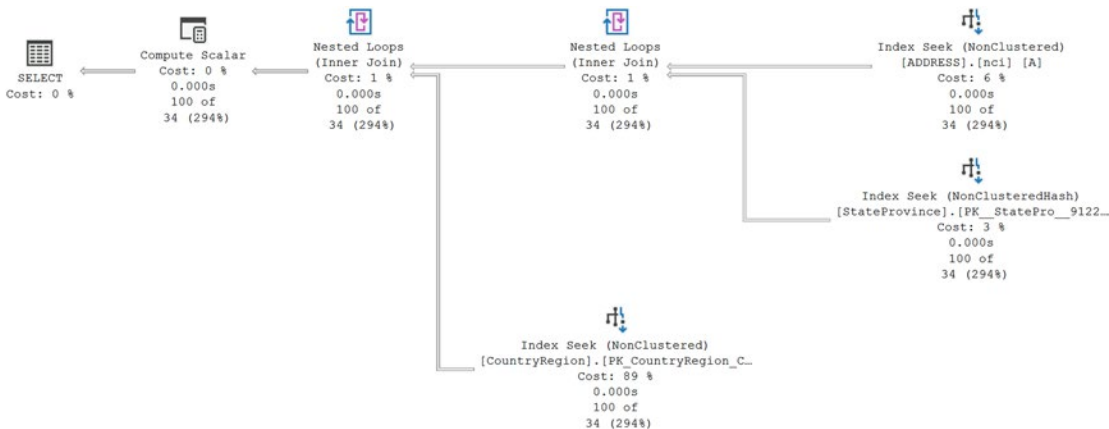 SELECT
Cost: 0 %
Compute Scalar
Cost: 0 %
0.000s
100 of
34 (294%)
Nested Loops
(Inner Join)
Cost: 1 %
0.000s
100 of
34 (294%)
Nested Loops
(Inner Join)
Cost: 1 %
0.000s
100 of
34 (294%)
Index Seek (NonClustered)
[ADDRESS].[nci] [A]
Cost: 6 %
0.000s
100 of
34 (294%)
Index Seek (NonClusteredHash)
[StateProvince].[PK__StatePro__9122…
Cost: 3 %
0.000s
100 of
34 (294%)
Index Seek (NonClustered)
[CountryRegion].[PK_CountryRegion_C…
Cost: 89 %
0.000s
100 of
34 (294%)